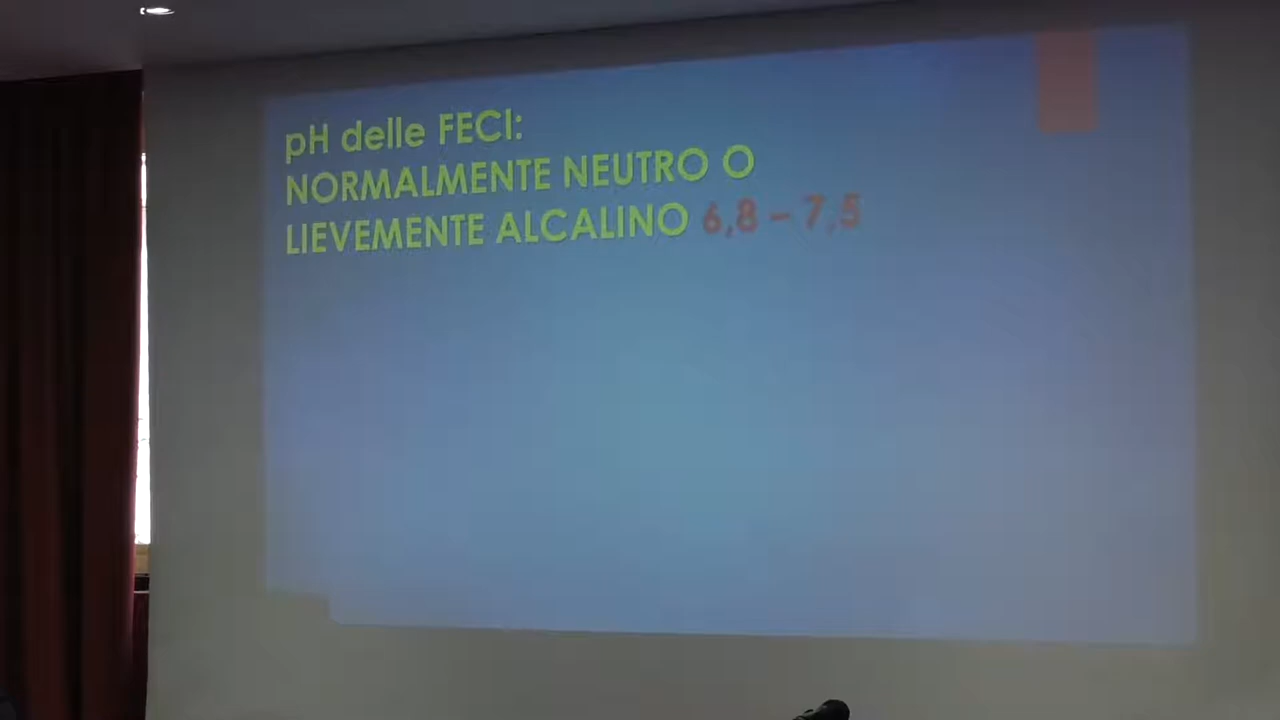 pH delle FECI:
NORMALMENTE NEUTRO O
LIEVEMENTE ALCALINO 6,8 – 7,5